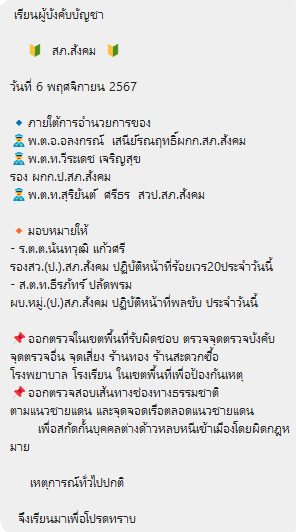 เรียนผู้บังคับบัญชา
🔰 สภ.สังคม 🔰
วันที่ 6 พฤศจิกายน 2567
🔹ภายใต้การอำนวยการของ
👮พ.ต.อ.อลงกรณ์ เสนีย์รณฤทธิ์ผกก.สภ.สังคม
👮พ.ต.ท.วีระเดช เจริญสุข
รอง ผกก.ป.สภ.สังคม
👮พ.ต.ท.สุริยันต์ ศรีธร สวป.สภ.สังคม
🔸มอบหมายให้
- ร.ต.ต.นันทวุฒิ แก้วศรี
รองสว.(ป.).สภ.สังคม ปฏิบัติหน้าที่ร้อยเวร20ประจำวันนี้
- ส.ต.ท.ธีรภัทร์ ปลัดพรม
ผบ.หมู่.(ป.)สภ.สังคม ปฏิบัติหน้าที่พลขับ ประจำวันนี้
📌ออกตรวจในเขตพื้นที่รับผิดชอบ ตรวจจุดตรวจบังคับ
จุดตรวจอื่น จุดเสี่ยง ร้านทอง ร้านสะดวกซื้อ
โรงพยาบาล โรงเรียน ในเขตพื้นที่เพื่อป้องกันเหตุ
📌ออกตรวจสอบเส้นทางช่องทางธรรมชาติ
ตามแนวชายแดน และจุดจอดเรือตลอดแนวชายแดน
เพื่อสกัดกั้นบุคคลต่างด้าวหลบหนีเข้าเมืองโดยผิดกฎห
มาย
เหตุการณ์ทั่วไปปกติ
จึงเรียนมาเพื่อโปรดทราบ